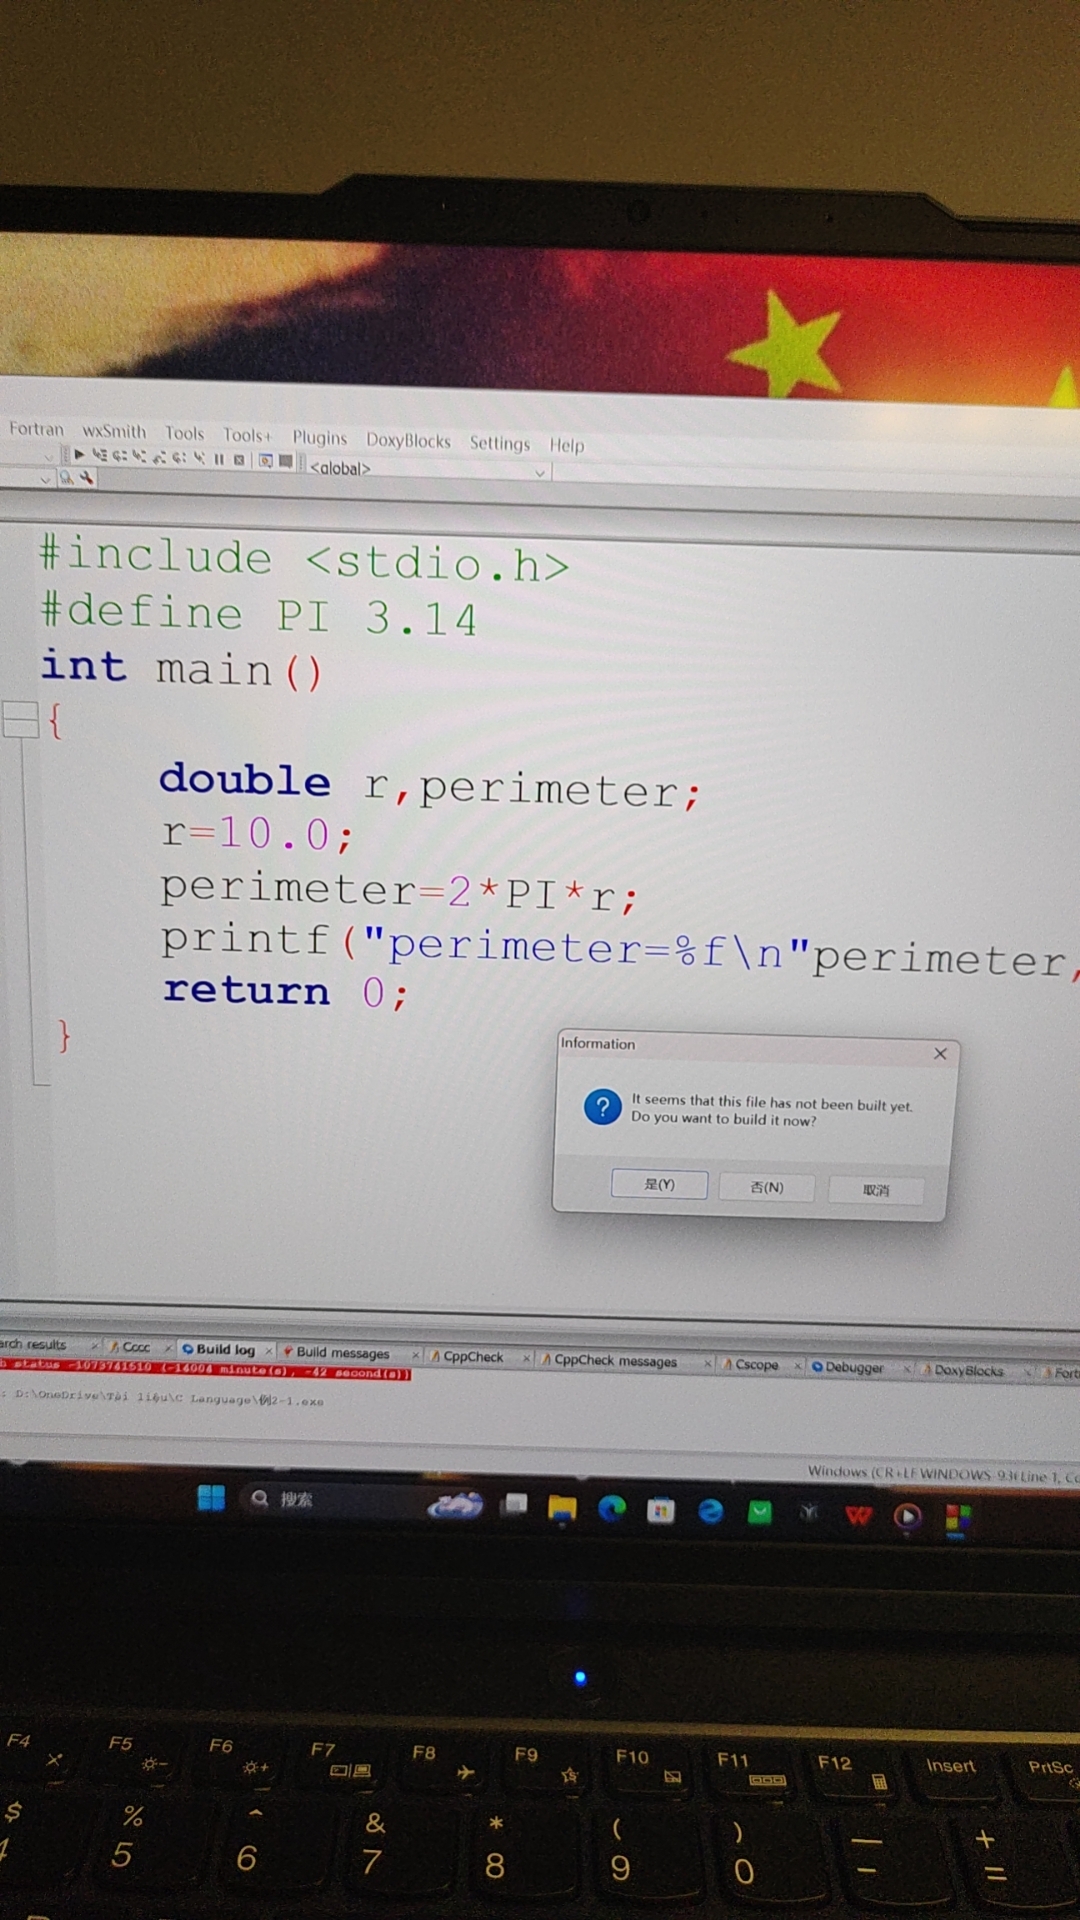 Fortran wxSmith Tools Tools+ Plugins DoxyBlocks Settings Help
<global>
#include <stdio.h>
#define PI 3.14
int main()
{
double r,perimeter;
r=10.0;
perimeter=2*PI*r;
printf("perimeter=%f\n"perimeter,
return 0;
}
Information
It seems that this file has not been built yet.
Do you want to build it now?
是(Y) 否(N) 取消
arch results Cccc Build log Build messages CppCheck CppCheck messages Cscope Debugger DoxyBlocks Fort
status -1073741510 (-14004 minute(s), -42 second(s))
: D:\OneDrive\Tài liệu\C Language\例2-1.exe
Windows (CR+LF WINDOWS-936 Line 1, Co
搜索
F4 F5 F6 F7 F8 F9 F10 F11 F12 Insert PrtSc
$ % ^ & * ( ) — +
5 6 7 8 9 0 - =